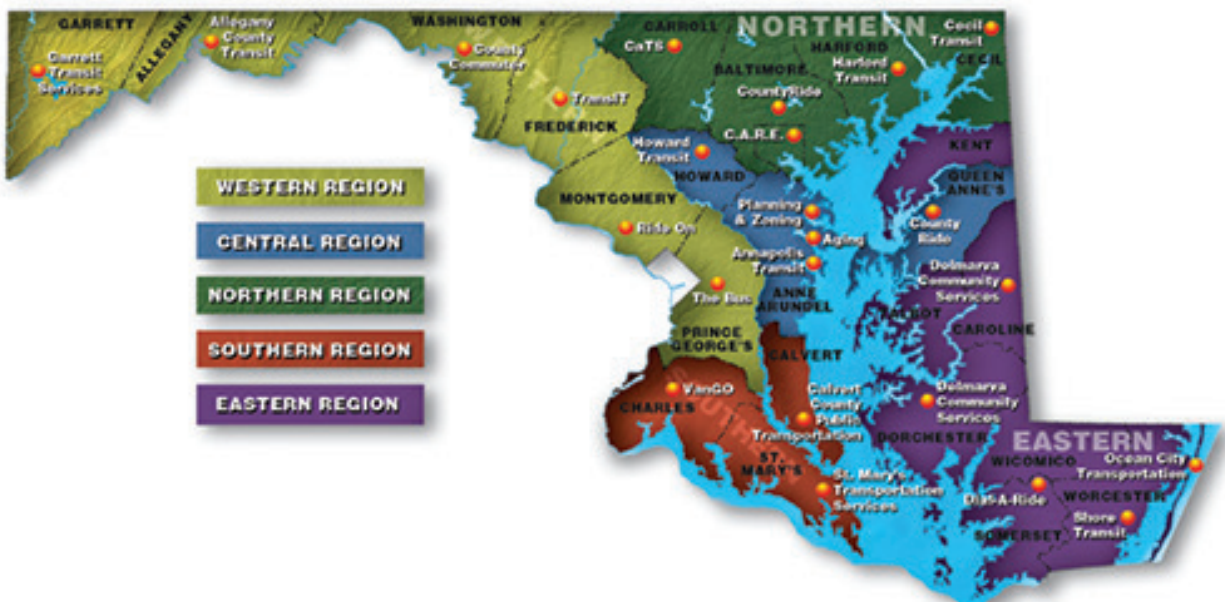 GARRETT
Garrett
Transit
Services
ALLEGANY
Allegany
County
Transit
WASHINGTON
County
Commuter
TransIT
FREDERICK
CARROLL
CaTS
NORTHERN
BALTIMORE
CountyRide
C.A.R.E.
HARFORD
Harford
Transit
Cecil
Transit
CECIL
Howard
Transit
HOWARD
KENT
QUEEN
ANNE'S
County
Ride
MONTGOMERY
Ride On
Planning
& Zoning
Aging
Annapolis
Transit
ANNE
ARUNDEL
The Bus
PRINCE
GEORGE'S
Delmarva
Community
Services
TALBOT
CAROLINE
WESTERN REGION
CENTRAL REGION
NORTHERN REGION
SOUTHERN REGION
EASTERN REGION
CALVERT
VanGO
CHARLES
SOUTHERN
Calvert
County
Public
Transportation
ST.
MARY'S
St. Mary's
Transportation
Services
Delmarva
Community
Services
DORCHESTER
EASTERN
WICOMICO
Ocean City
Transportation
Dial-A-Ride
WORCESTER
Shore
Transit
SOMERSET